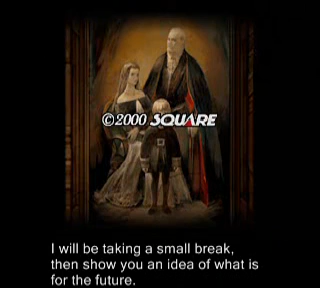 ©2000 SQUARE
I will be taking a small break,
then show you an idea of what is
for the future.